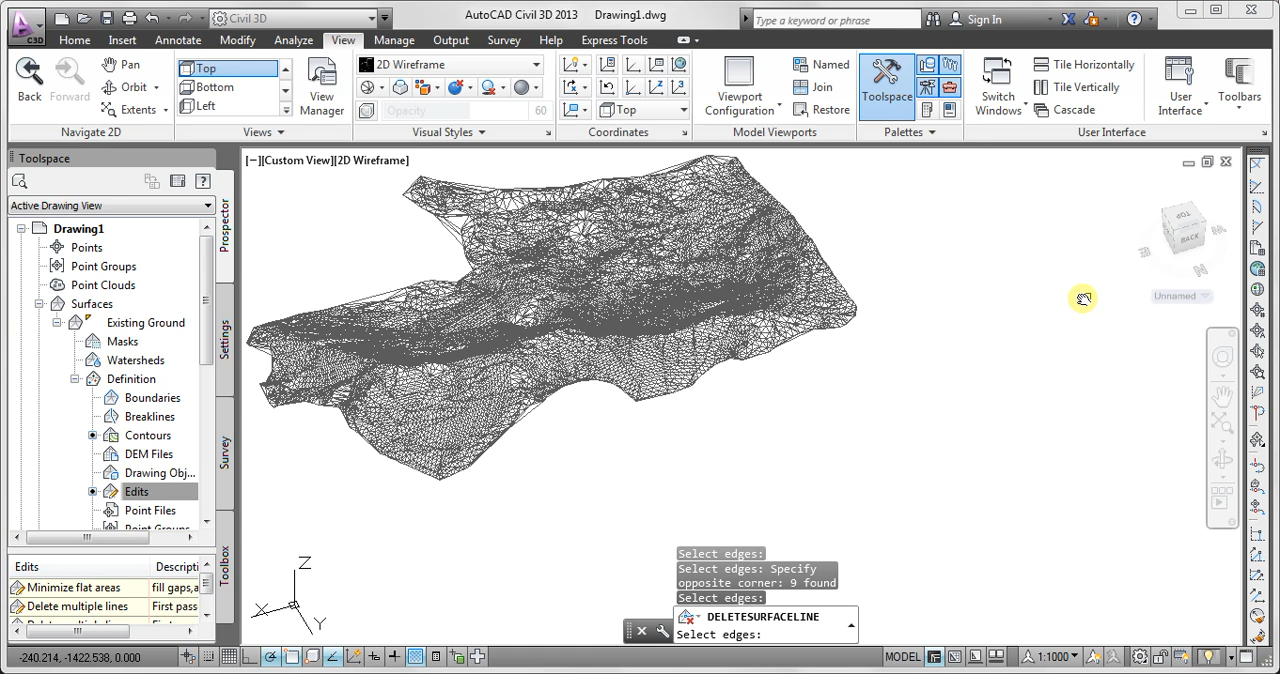 AutoCAD Civil 3D 2013 Drawing1.dwg
Civil 3D
Type a keyword or phrase
Sign In
C3D
Home Insert Annotate Modify Analyze View Manage Output Survey Help Express Tools
Back
Forward
Pan
Orbit
Extents
Navigate 2D
Top
Bottom
Left
View Manager
Views
2D Wireframe
Opacity 60
Visual Styles
Top
Coordinates
Viewport Configuration
Named
Join
Restore
Model Viewports
Toolspace
Palettes
Switch Windows
Tile Horizontally
Tile Vertically
Cascade
User Interface
Toolbars
User Interface
Toolspace
Active Drawing View
Drawing1
Points
Point Groups
Point Clouds
Surfaces
Existing Ground
Masks
Watersheds
Definition
Boundaries
Breaklines
Contours
DEM Files
Drawing Obj...
Edits
Point Files
Point Groups
Edits Descripti
Minimize flat areas fill gaps,a
Delete multiple lines First pass
Prospector
Settings
Survey
Toolbox
[−][Custom View][2D Wireframe]
TOP
BACK
N
Unnamed
Z
X
Y
Select edges:
Select edges: Specify
opposite corner: 9 found
Select edges:
DELETESURFACELINE
Select edges:
-240.214, -1422.538, 0.000
MODEL
1:1000